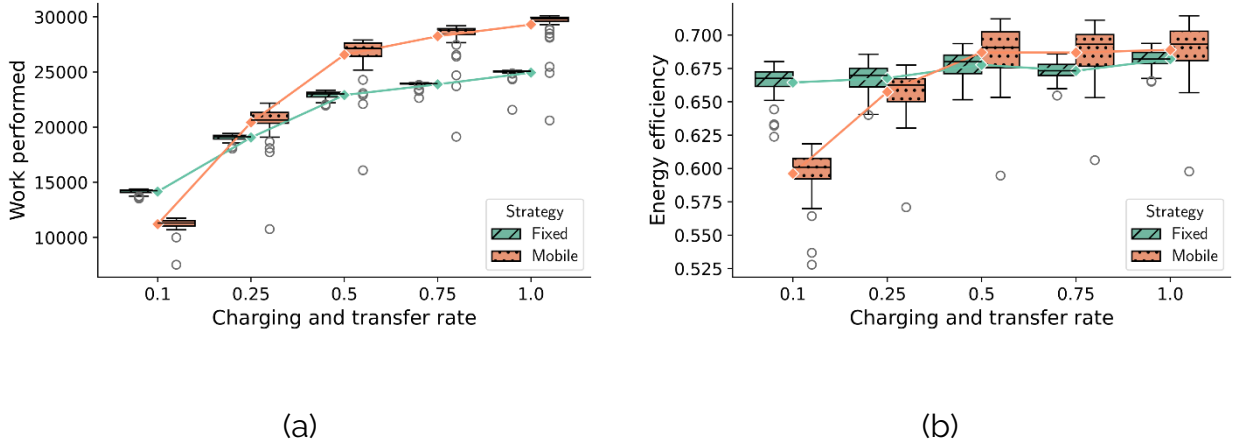 30000
25000
20000
15000
10000
Work performed
0.1 0.25 0.5 0.75 1.0
Charging and transfer rate
Strategy
Fixed
Mobile
(a)
0.700
0.675
0.650
0.625
0.600
0.575
0.550
0.525
Energy efficiency
0.1 0.25 0.5 0.75 1.0
Charging and transfer rate
Strategy
Fixed
Mobile
(b)